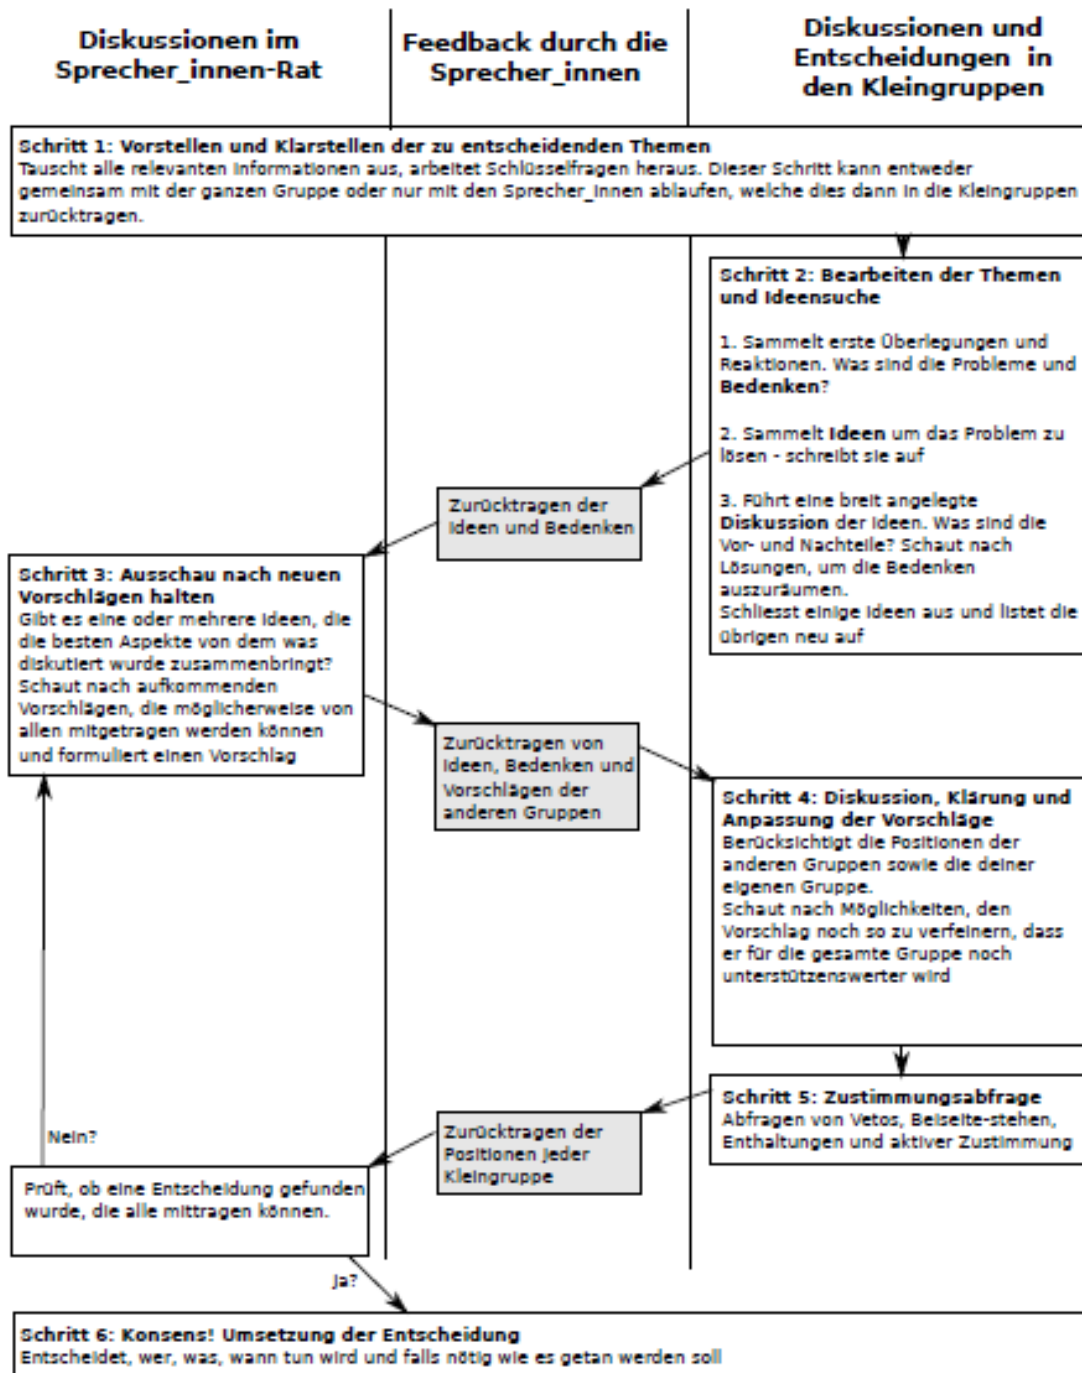 Diskussionen im
Sprecher_innen-Rat
Feedback durch die
Sprecher_innen
Diskussionen und
Entscheidungen in
den Kleingruppen
Schritt 1: Vorstellen und Klarstellen der zu entscheidenden Themen
Tauscht alle relevanten Informationen aus, arbeitet Schlüsselfragen heraus. Dieser Schritt kann entweder
gemeinsam mit der ganzen Gruppe oder nur mit den Sprecher_innen ablaufen, welche dies dann in die Kleingruppen
zurücktragen.
Schritt 2: Bearbeiten der Themen
und Ideensuche
1. Sammelt erste Überlegungen und
Reaktionen. Was sind die Probleme und
Bedenken?
2. Sammelt Ideen um das Problem zu
lösen - schreibt sie auf
3. Führt eine breit angelegte
Diskussion der Ideen. Was sind die
Vor- und Nachteile? Schaut nach
Lösungen, um die Bedenken
auszuräumen.
Schliesst einige Ideen aus und listet die
übrigen neu auf
Zurücktragen der
Ideen und Bedenken
Schritt 3: Ausschau nach neuen
Vorschlägen halten
Gibt es eine oder mehrere Ideen, die
die besten Aspekte von dem was
diskutiert wurde zusammenbringt?
Schaut nach aufkommenden
Vorschlägen, die möglicherweise von
allen mitgetragen werden können
und formuliert einen Vorschlag
Zurücktragen von
Ideen, Bedenken und
Vorschlägen der
anderen Gruppen
Schritt 4: Diskussion, Klärung und
Anpassung der Vorschläge
Berücksichtigt die Positionen der
anderen Gruppen sowie die deiner
eigenen Gruppe.
Schaut nach Möglichkeiten, den
Vorschlag noch so zu verfeinern, dass
er für die gesamte Gruppe noch
unterstützenswerter wird
Schritt 5: Zustimmungsabfrage
Abfragen von Vetos, Beiseite-stehen,
Enthaltungen und aktiver Zustimmung
Zurücktragen der
Positionen jeder
Kleingruppe
Nein?
Prüft, ob eine Entscheidung gefunden
wurde, die alle mittragen können.
Ja?
Schritt 6: Konsens! Umsetzung der Entscheidung
Entscheidet, wer, was, wann tun wird und falls nötig wie es getan werden soll